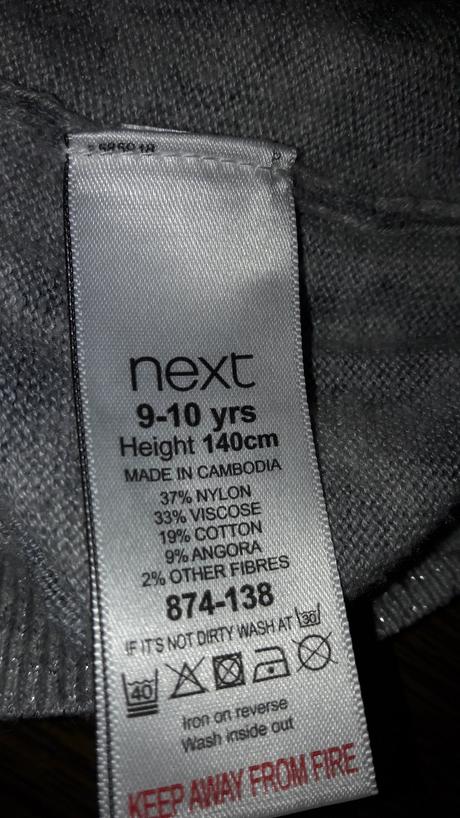 next
9-10 yrs
Height 140cm
MADE IN CAMBODIA
37% NYLON
33% VISCOSE
19% COTTON
9% ANGORA
2% OTHER FIBRES
874-138
IF IT'S NOT DIRTY WASH AT 30
40
Iron on reverse
Wash inside out
KEEP AWAY FROM FIRE